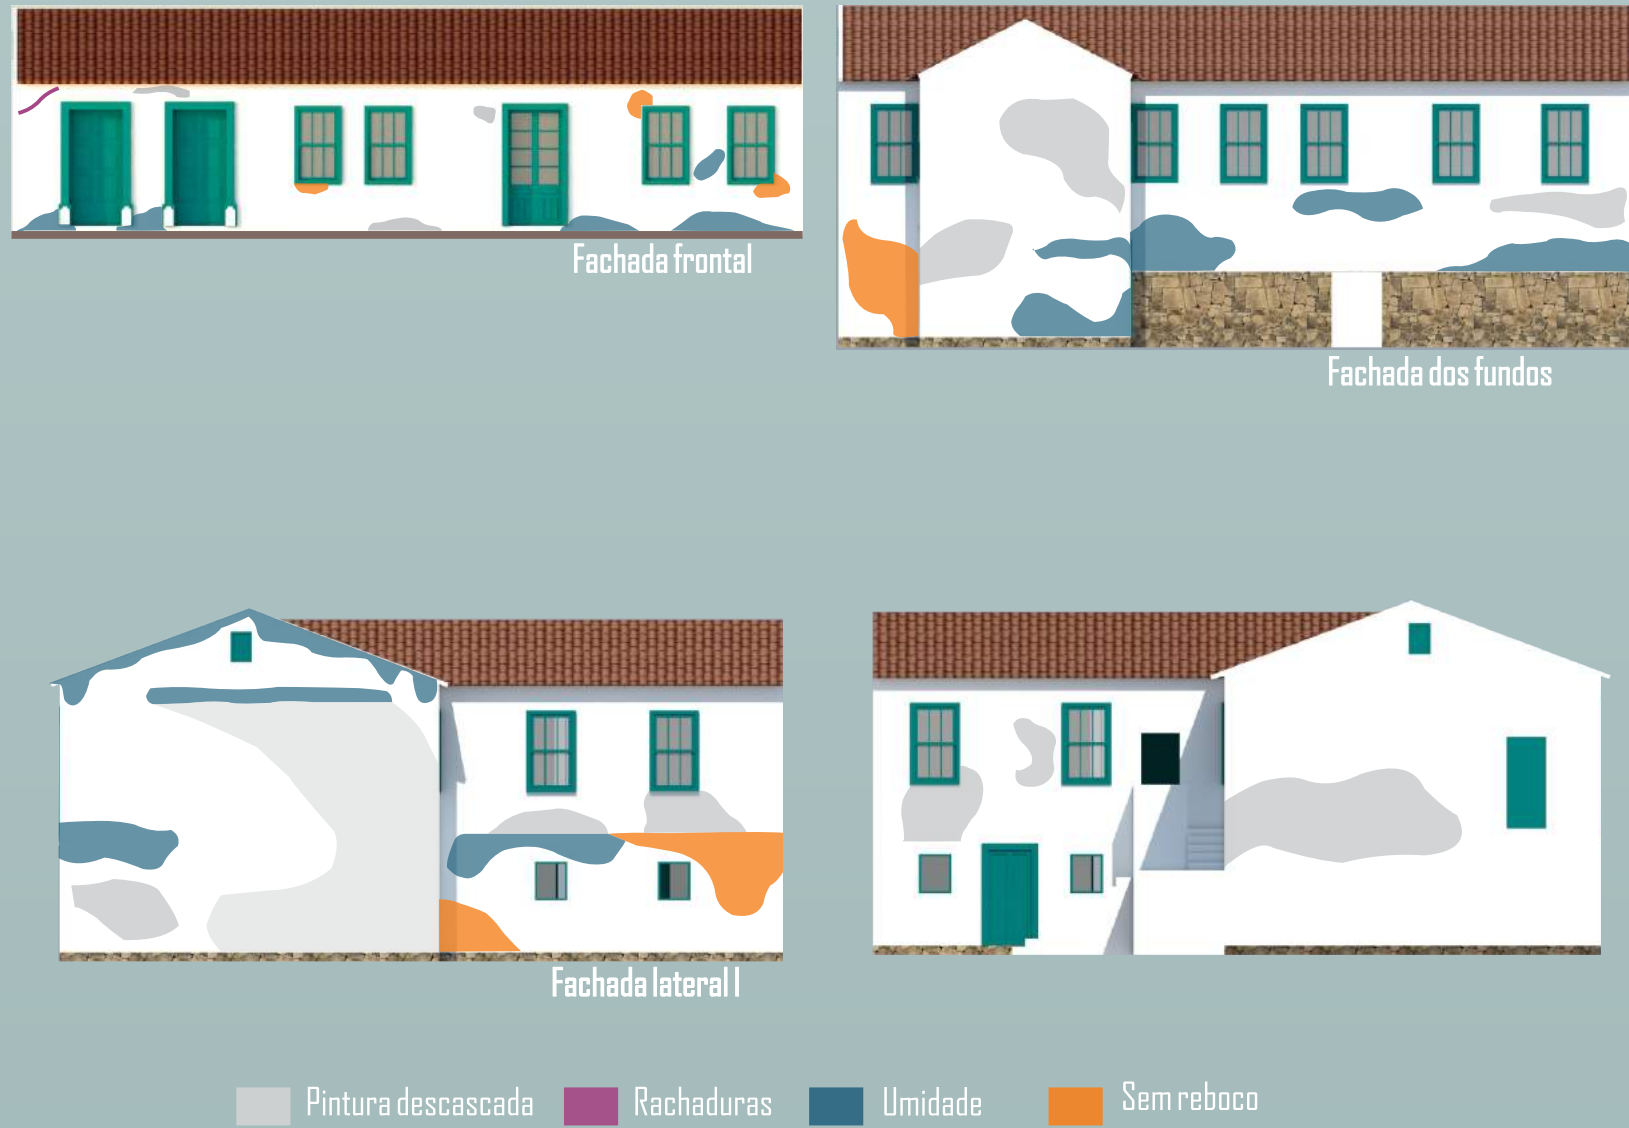 Fachada frontal
Fachada dos fundos
Fachada lateral I
Pintura descascada
Rachaduras
Umidade
Sem reboco